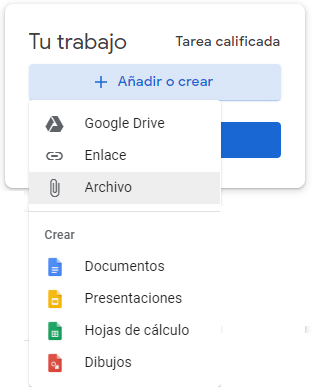 Tu trabajo
Tarea calificada
+ Añadir o crear
Google Drive
Enlace
Archivo
Crear
Documentos
Presentaciones
Hojas de cálculo
Dibujos